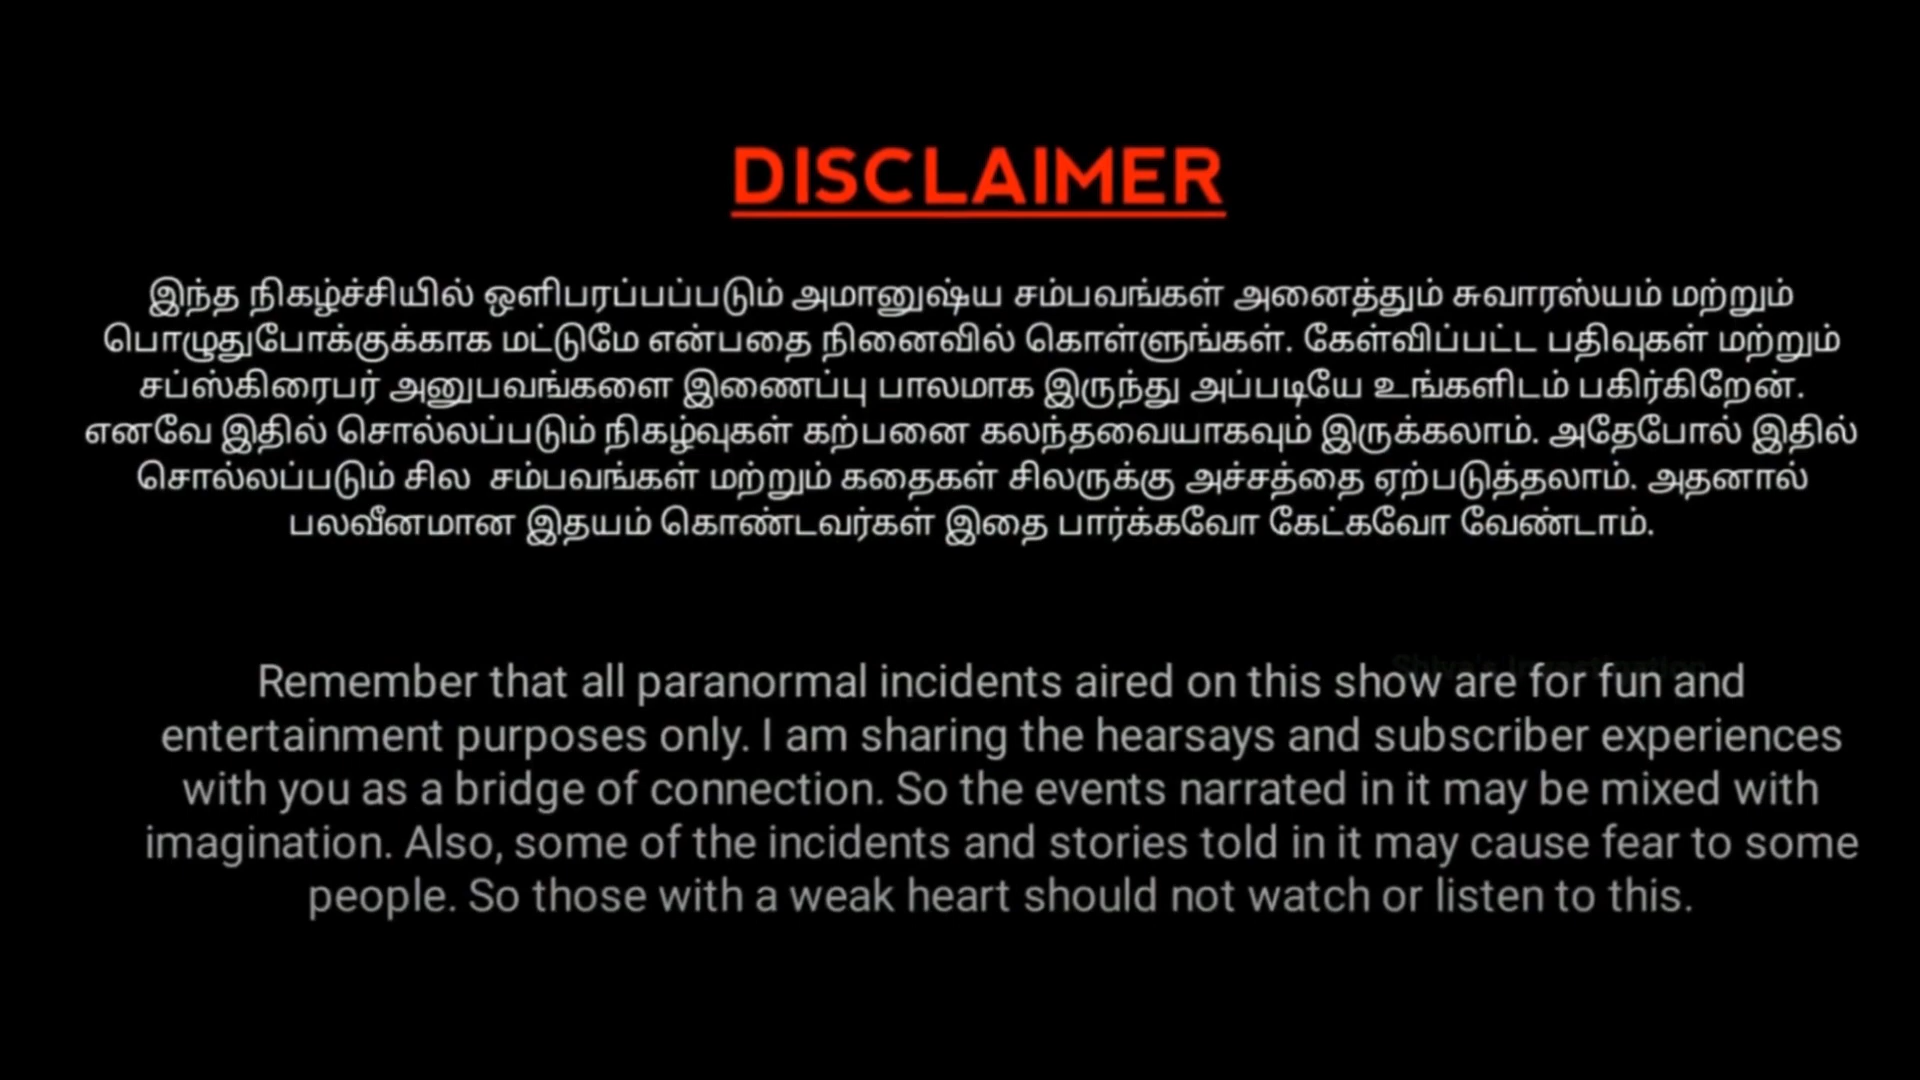 DISCLAIMER
இந்த நிகழ்ச்சியில் ஒளிபரப்பப்படும் அமானுஷ்ய சம்பவங்கள் அனைத்தும் சுவாரஸ்யம் மற்றும்
பொழுதுபோக்குக்காக மட்டுமே என்பதை நினைவில் கொள்ளுங்கள். கேள்விப்பட்ட பதிவுகள் மற்றும்
சப்ஸ்கிரைபர் அனுபவங்களை இணைப்பு பாலமாக இருந்து அப்படியே உங்களிடம் பகிர்கிறேன்.
எனவே இதில் சொல்லப்படும் நிகழ்வுகள் கற்பனை கலந்தவையாகவும் இருக்கலாம். அதேபோல் இதில்
சொல்லப்படும் சில சம்பவங்கள் மற்றும் கதைகள் சிலருக்கு அச்சத்தை ஏற்படுத்தலாம். அதனால்
பலவீனமான இதயம் கொண்டவர்கள் இதை பார்க்கவோ கேட்கவோ வேண்டாம்.
Remember that all paranormal incidents aired on this show are for fun and
entertainment purposes only. I am sharing the hearsays and subscriber experiences
with you as a bridge of connection. So the events narrated in it may be mixed with
imagination. Also, some of the incidents and stories told in it may cause fear to some
people. So those with a weak heart should not watch or listen to this.